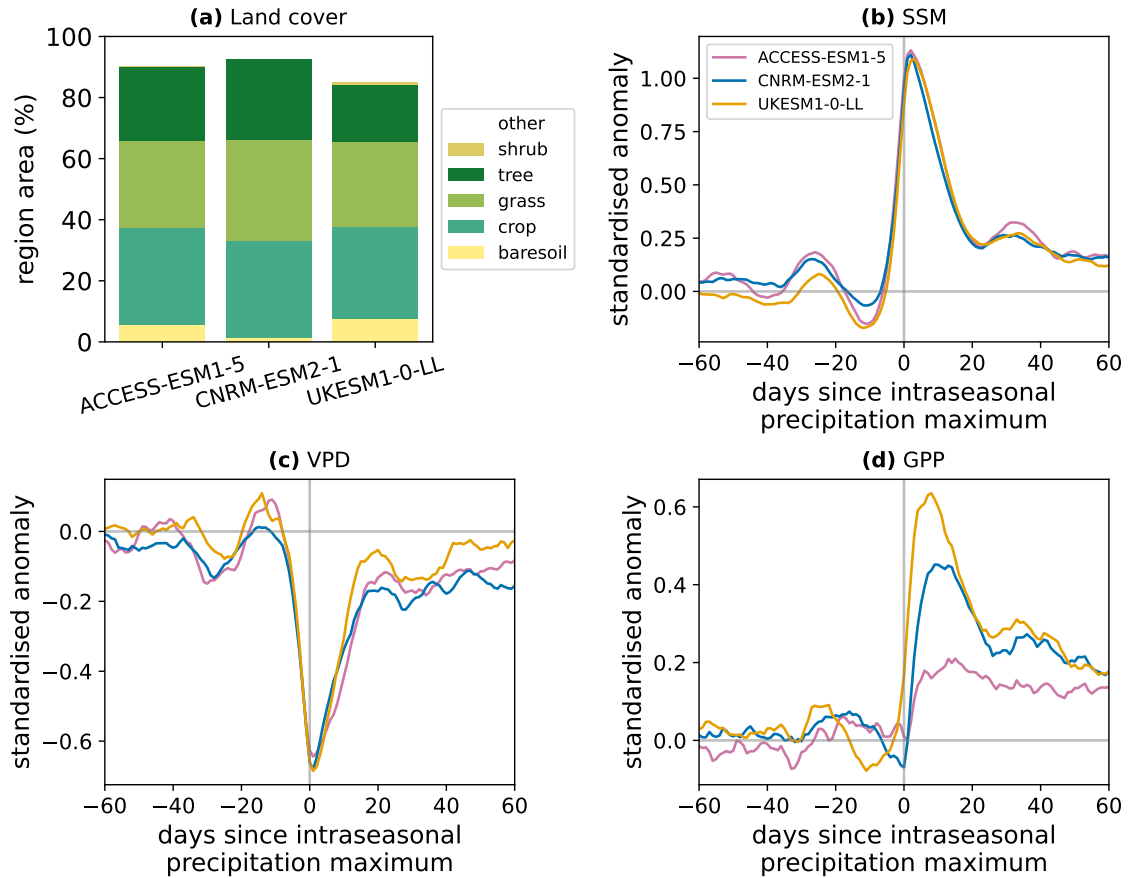 (a) Land cover
region area (%)
100
80
60
40
20
0
ACCESS-ESM1-5
CNRM-ESM2-1
UKESM1-0-LL
other
shrub
tree
grass
crop
baresoil
(b) SSM
standardised anomaly
1.00
0.75
0.50
0.25
0.00
ACCESS-ESM1-5
CNRM-ESM2-1
UKESM1-0-LL
−60 −40 −20 0 20 40 60
days since intraseasonal
precipitation maximum
(c) VPD
standardised anomaly
0.0
−0.2
−0.4
−0.6
−60 −40 −20 0 20 40 60
days since intraseasonal
precipitation maximum
(d) GPP
standardised anomaly
0.6
0.4
0.2
0.0
−60 −40 −20 0 20 40 60
days since intraseasonal
precipitation maximum